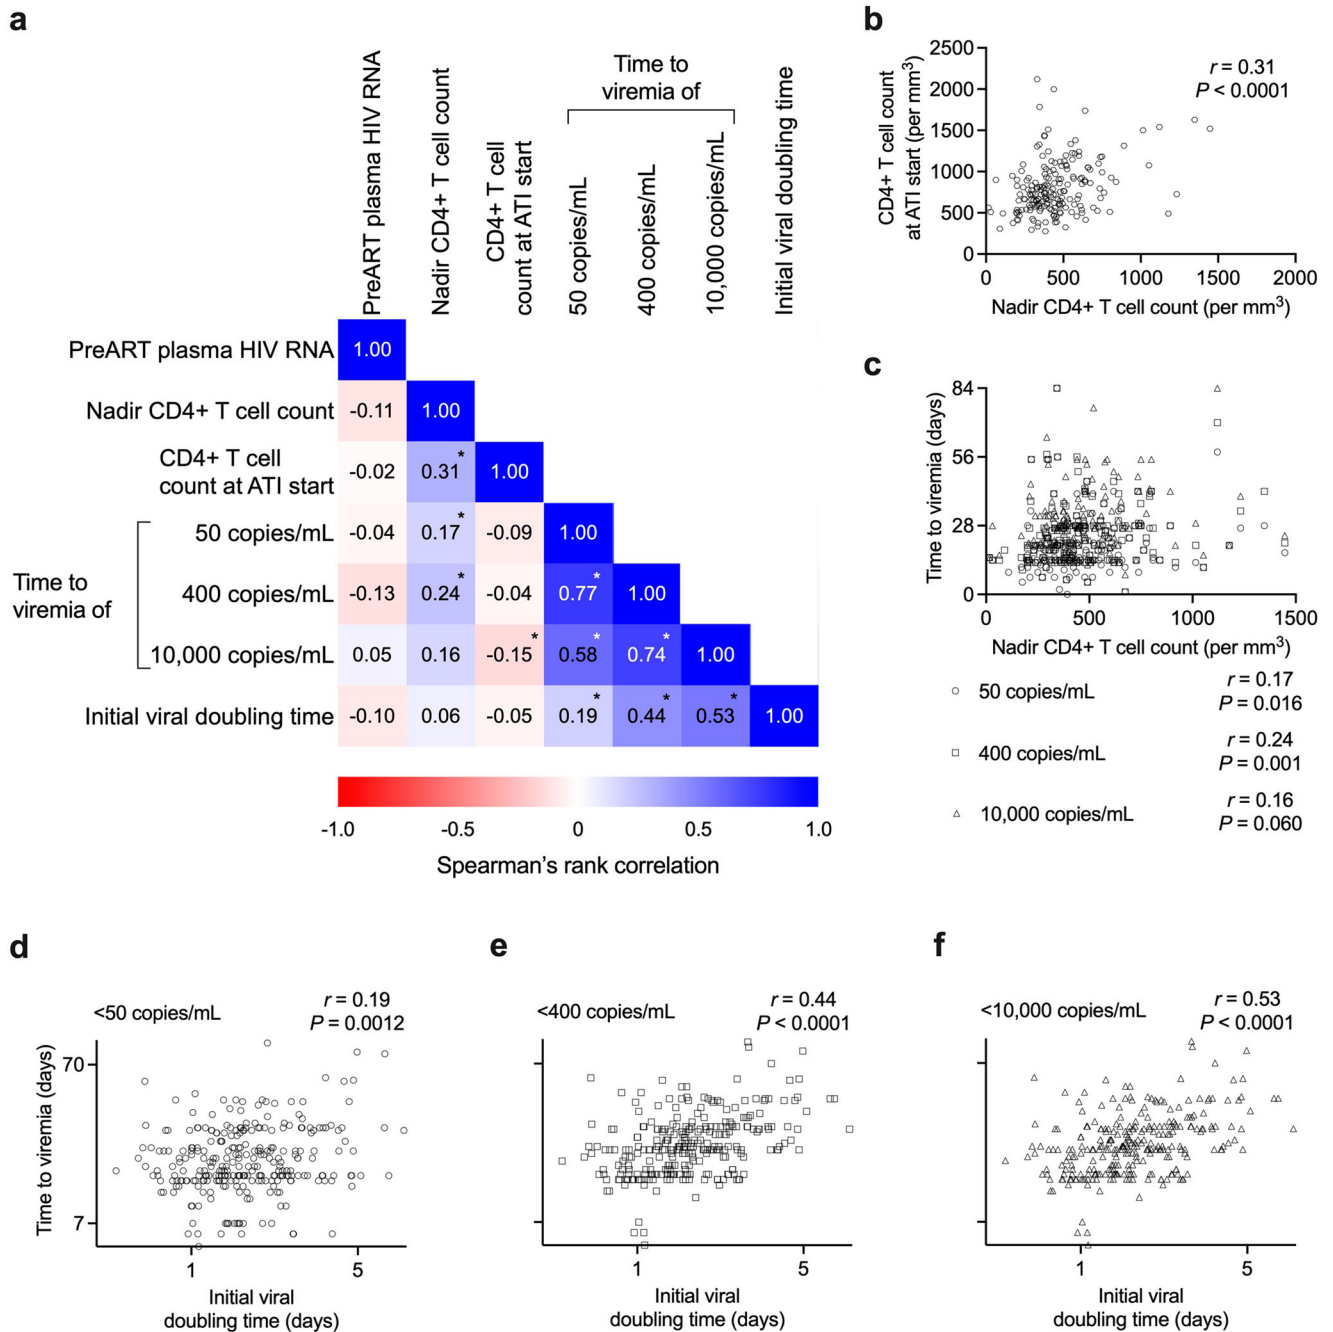 a
PreART plasma HIV RNA
Nadir CD4+ T cell count
CD4+ T cell
count at ATI start
Time to
viremia of
50 copies/mL
400 copies/mL
10,000 copies/mL
Initial viral doubling time
PreART plasma HIV RNA 1.00
Nadir CD4+ T cell count -0.11 1.00
CD4+ T cell
count at ATI start -0.02 0.31* 1.00
Time to
viremia of
50 copies/mL -0.04 0.17* -0.09 1.00
400 copies/mL -0.13 0.24* -0.04 0.77* 1.00
10,000 copies/mL 0.05 0.16 -0.15* 0.58* 0.74* 1.00
Initial viral doubling time -0.10 0.06 -0.05 0.19* 0.44* 0.53* 1.00
-1.0 -0.5 0 0.5 1.0
Spearman's rank correlation
b
CD4+ T cell count
at ATI start (per mm³)
2500
2000
1500
1000
500
0
r = 0.31
P < 0.0001
0 500 1000 1500 2000
Nadir CD4+ T cell count (per mm³)
c
Time to viremia (days)
84
56
28
0
0 500 1000 1500
Nadir CD4+ T cell count (per mm³)
50 copies/mL r = 0.17
P = 0.016
400 copies/mL r = 0.24
P = 0.001
10,000 copies/mL r = 0.16
P = 0.060
d
<50 copies/mL
r = 0.19
P = 0.0012
Time to viremia (days)
70
7
1 5
Initial viral
doubling time (days)
e
<400 copies/mL
r = 0.44
P < 0.0001
1 5
Initial viral
doubling time (days)
f
<10,000 copies/mL
r = 0.53
P < 0.0001
1 5
Initial viral
doubling time (days)